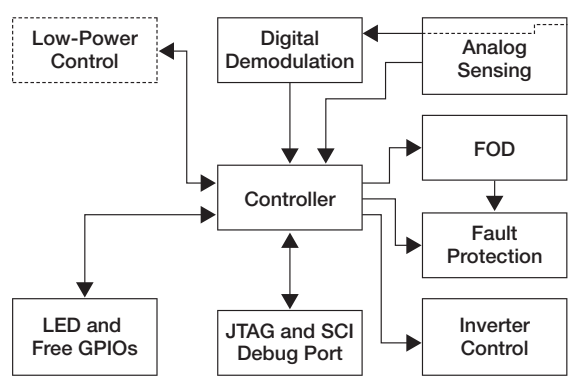 Low-Power
Control
Digital
Demodulation
Analog
Sensing
FOD
Controller
Fault
Protection
LED and
Free GPIOs
JTAG and SCI
Debug Port
Inverter
Control